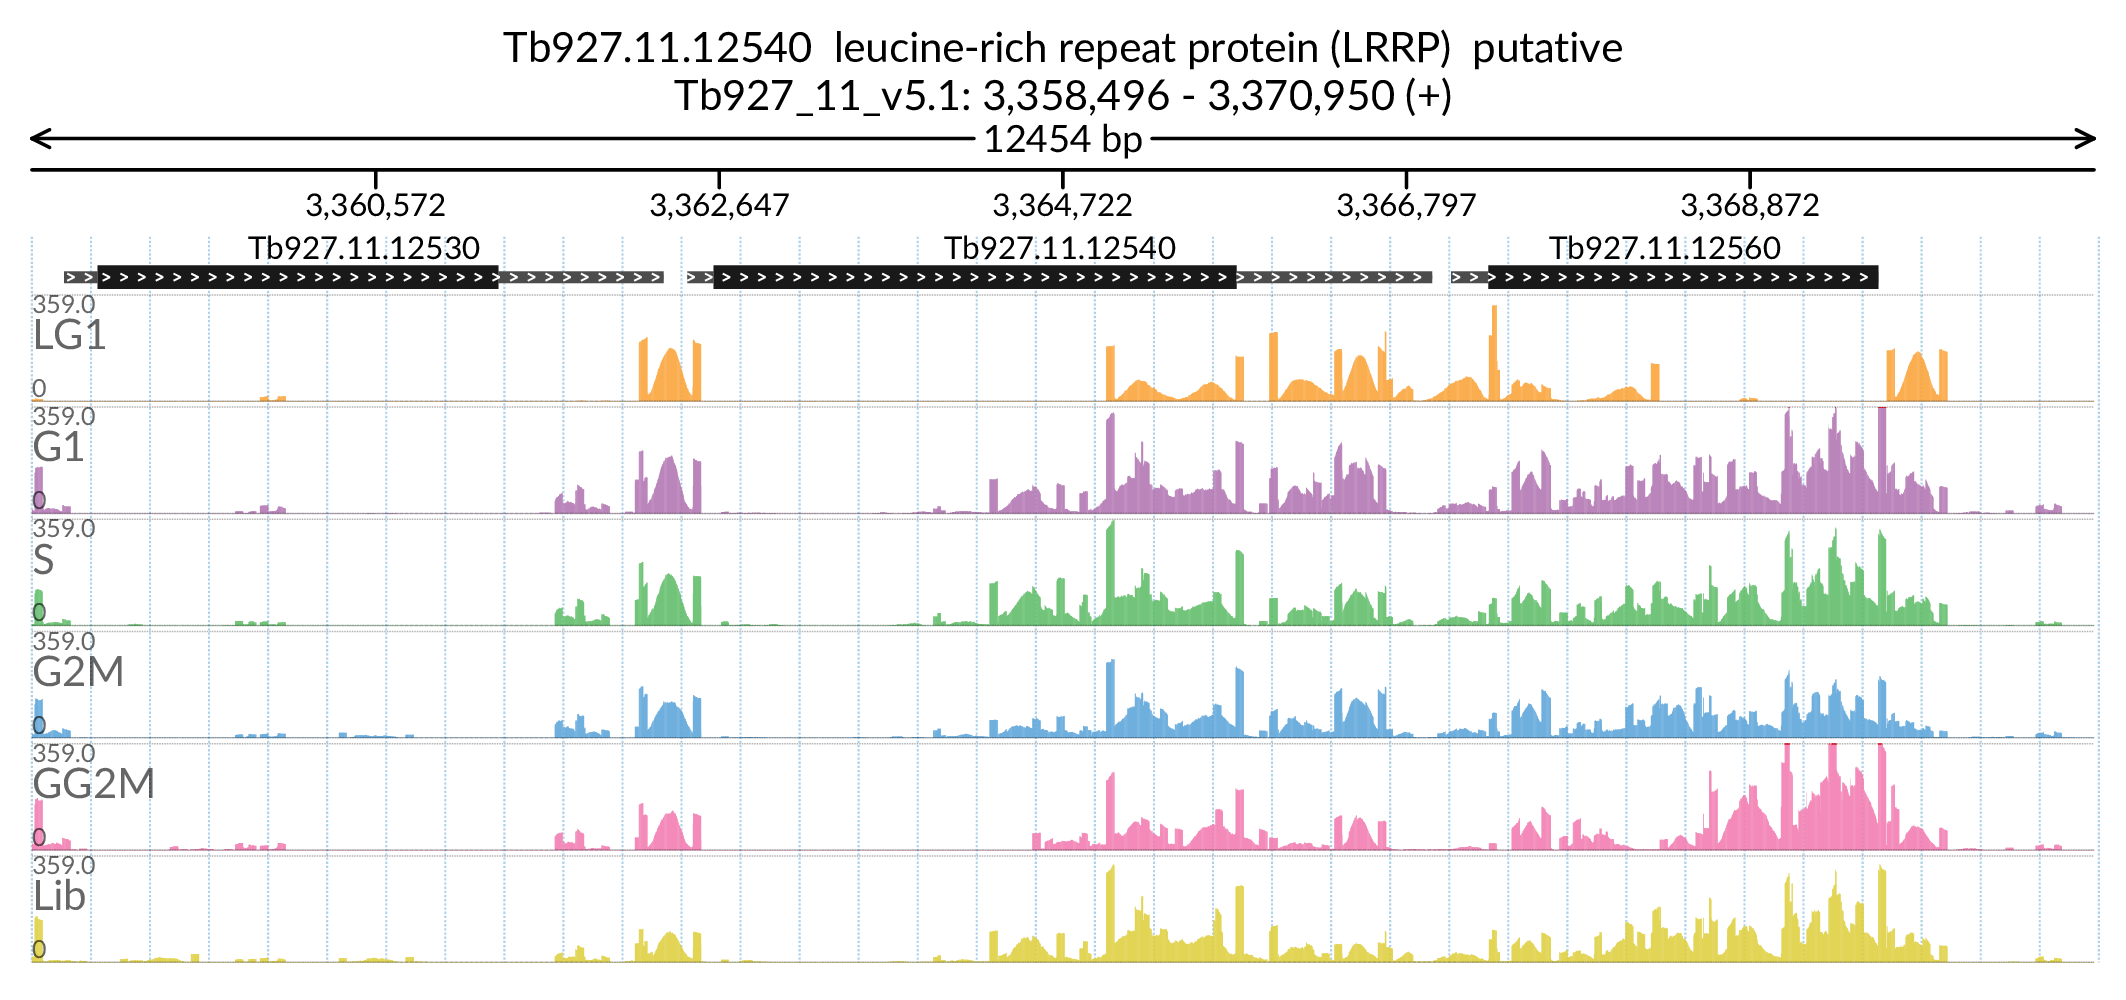 Tb927.11.12540 leucine-rich repeat protein (LRRP) putative
Tb927_11_v5.1: 3,358,496 - 3,370,950 (+)
12454 bp
3,360,572 3,362,647 3,364,722 3,366,797 3,368,872
Tb927.11.12530 Tb927.11.12540 Tb927.11.12560
359.0
LG1
0
359.0
G1
0
359.0
S
0
359.0
G2M
0
359.0
GG2M
0
359.0
Lib
0